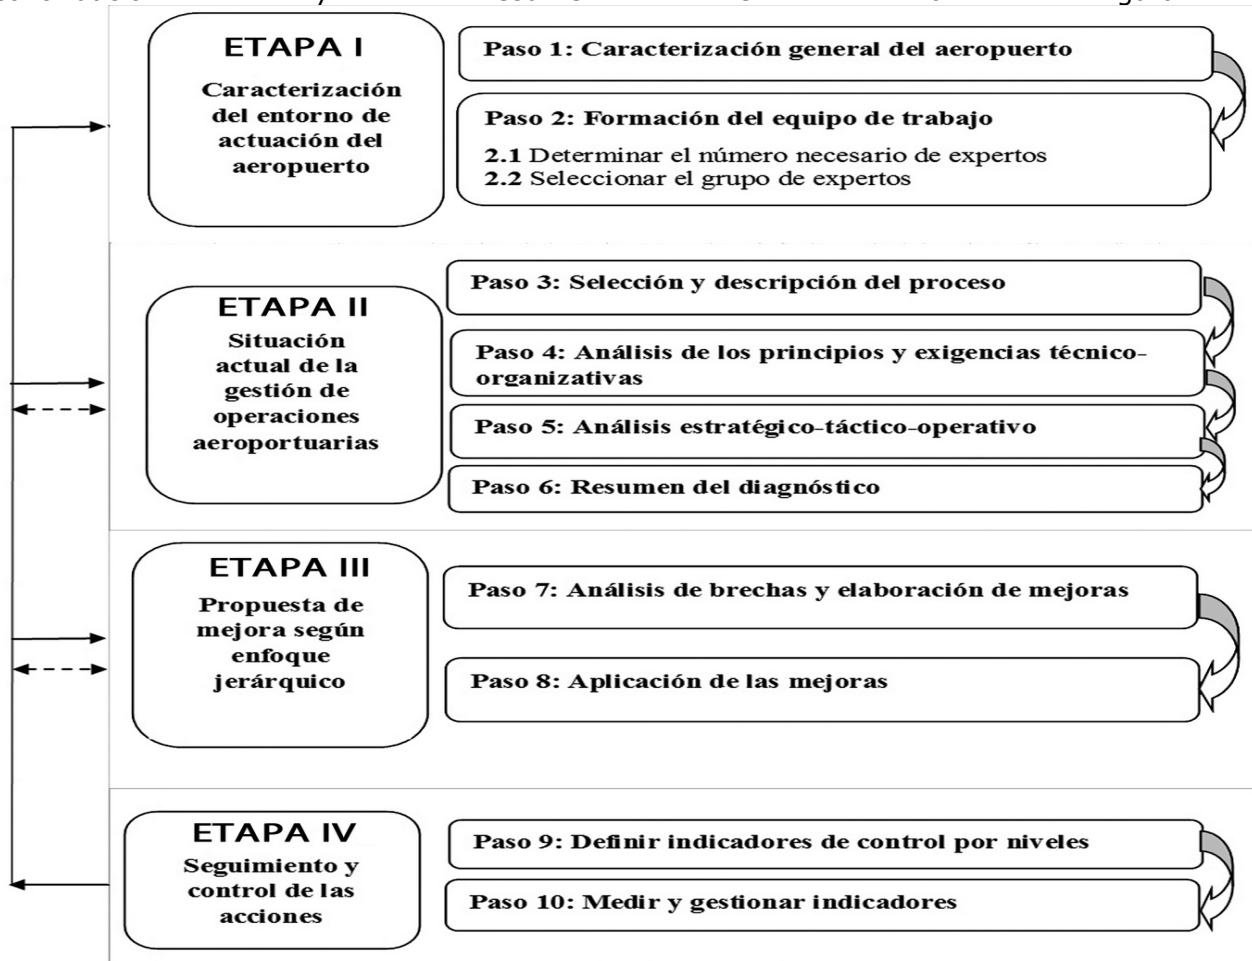 ETAPA I
Caracterización
del entorno de
actuación del
aeropuerto
Paso 1: Caracterización general del aeropuerto
Paso 2: Formación del equipo de trabajo
2.1 Determinar el número necesario de expertos
2.2 Seleccionar el grupo de expertos
ETAPA II
Situación
actual de la
gestión de
operaciones
aeroportuarias
Paso 3: Selección y descripción del proceso
Paso 4: Análisis de los principios y exigencias técnico-
organizativas
Paso 5: Análisis estratégico-táctico-operativo
Paso 6: Resumen del diagnóstico
ETAPA III
Propuesta de
mejora según
enfoque
jerárquico
Paso 7: Análisis de brechas y elaboración de mejoras
Paso 8: Aplicación de las mejoras
ETAPA IV
Seguimiento y
control de las
acciones
Paso 9: Definir indicadores de control por niveles
Paso 10: Medir y gestionar indicadores